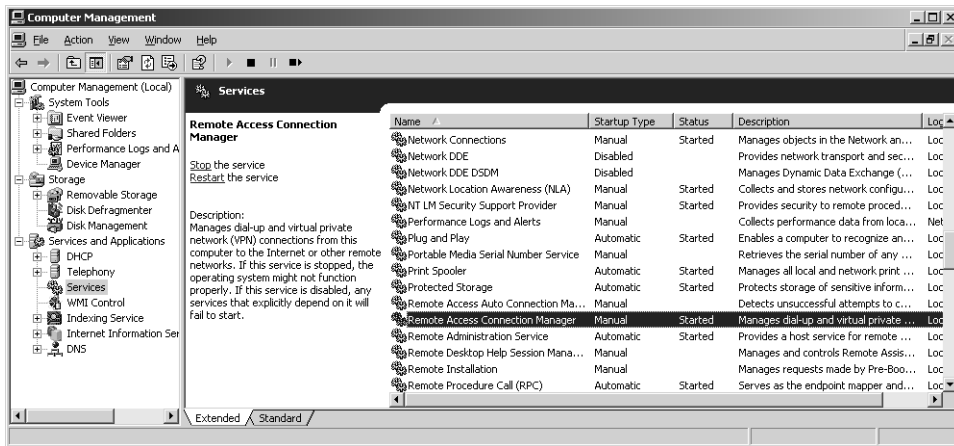 Computer Management
File Action View Window Help
Computer Management (Local)
System Tools
Event Viewer
Shared Folders
Performance Logs and A
Device Manager
Storage
Removable Storage
Disk Defragmenter
Disk Management
Services and Applications
DHCP
Telephony
Services
WMI Control
Indexing Service
Internet Information Ser
DNS
Services
Remote Access Connection
Manager
Stop the service
Restart the service
Description:
Manages dial-up and virtual private
network (VPN) connections from this
computer to the Internet or other remote
networks. If this service is stopped, the
operating system might not function
properly. If this service is disabled, any
services that explicitly depend on it will
fail to start.
Name Startup Type Status Description Log
Network Connections Manual Started Manages objects in the Network an... Loc
Network DDE Disabled Provides network transport and sec... Loc
Network DDE DSDM Disabled Manages Dynamic Data Exchange (... Loc
Network Location Awareness (NLA) Manual Started Collects and stores network configu... Loc
NT LM Security Support Provider Manual Started Provides security to remote proced... Loc
Performance Logs and Alerts Manual Collects performance data from loca... Net
Plug and Play Automatic Started Enables a computer to recognize an... Loc
Portable Media Serial Number Service Manual Retrieves the serial number of any ... Loc
Print Spooler Automatic Started Manages all local and network print ... Loc
Protected Storage Automatic Started Protects storage of sensitive inform... Loc
Remote Access Auto Connection Ma... Manual Detects unsuccessful attempts to c... Loc
Remote Access Connection Manager Manual Started Manages dial-up and virtual private ... Loc
Remote Administration Service Automatic Started Provides a host service for remote ... Loc
Remote Desktop Help Session Mana... Manual Manages and controls Remote Assis... Loc
Remote Installation Manual Manages requests made by Pre-Boo... Loc
Remote Procedure Call (RPC) Automatic Started Serves as the endpoint mapper and... Loc
Extended Standard